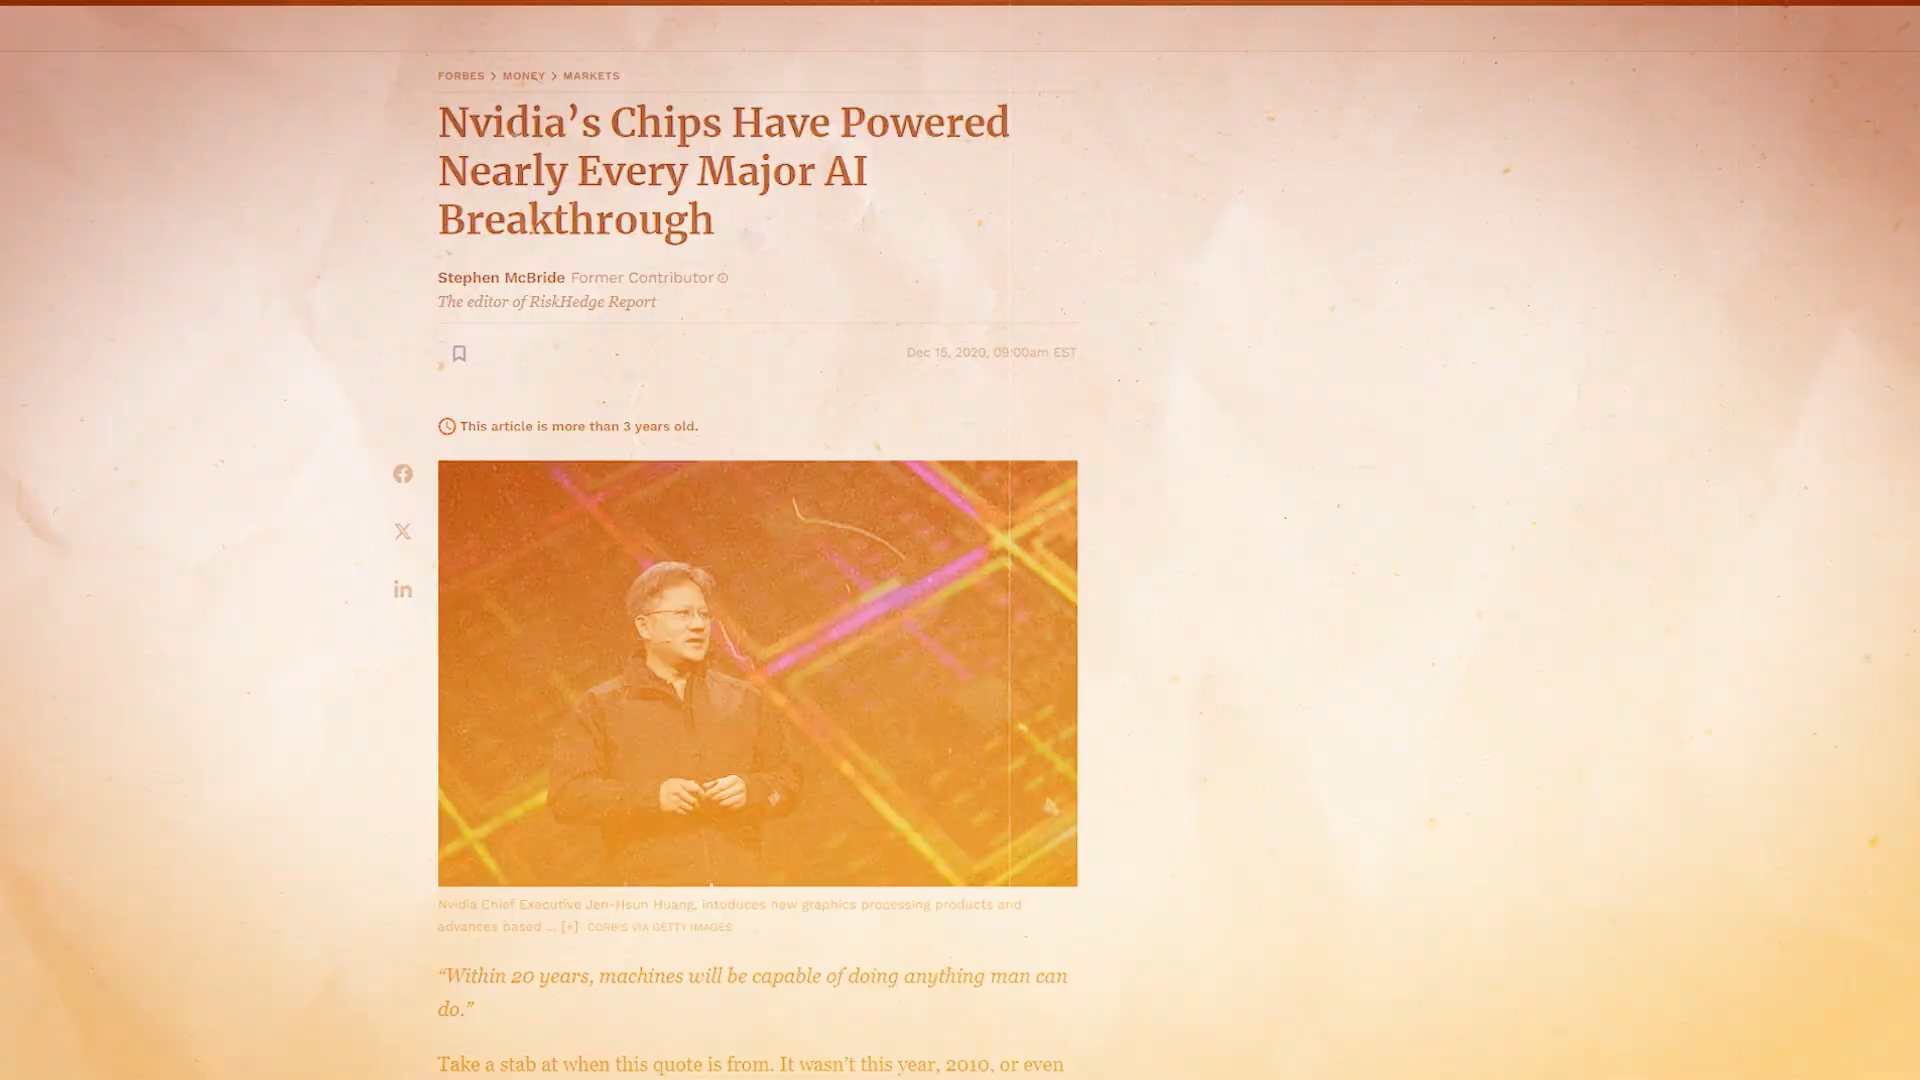 FORBES > MONEY > MARKETS
Nvidia’s Chips Have Powered
Nearly Every Major AI
Breakthrough
Stephen McBride Former Contributor
The editor of RiskHedge Report
Dec 15, 2020, 09:00am EST
This article is more than 3 years old.
Nvidia Chief Executive Jen-Hsun Huang, intoduces new graphics processing products and
advances based ... [+] CORBIS VIA GETTY IMAGES
“Within 20 years, machines will be capable of doing anything man can
do.”
Take a stab at when this quote is from. It wasn’t this year, 2010, or even